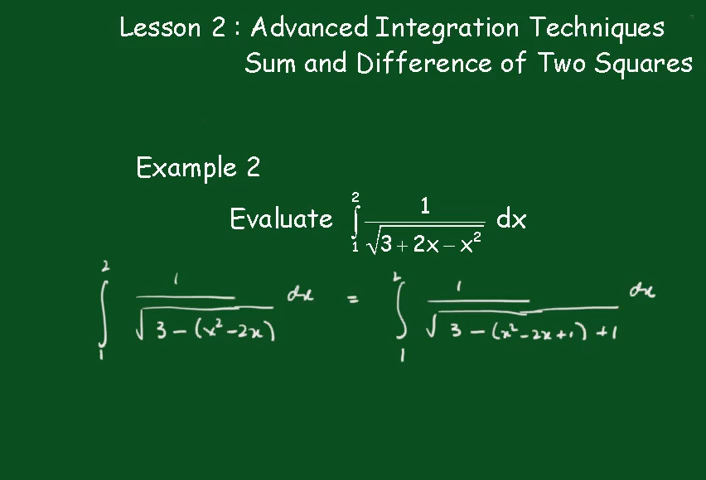 Lesson 2 : Advanced Integration Techniques
Sum and Difference of Two Squares
Example 2
Evaluate ∫₁² 1/√(3 + 2x − x²) dx
∫₁² 1/√(3 − (x² − 2x)) dx = ∫₁² 1/√(3 − (x² − 2x + 1) + 1) dx